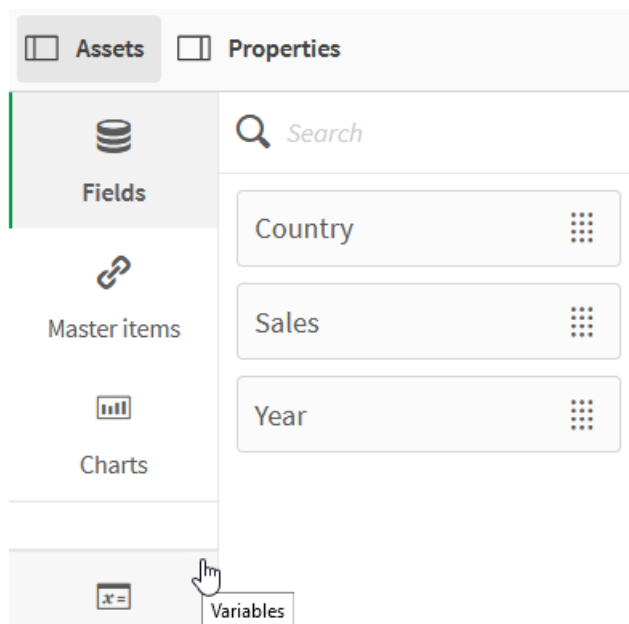 Assets Properties
Fields
Search
Country
Master items
Sales
Year
Charts
x=
Variables